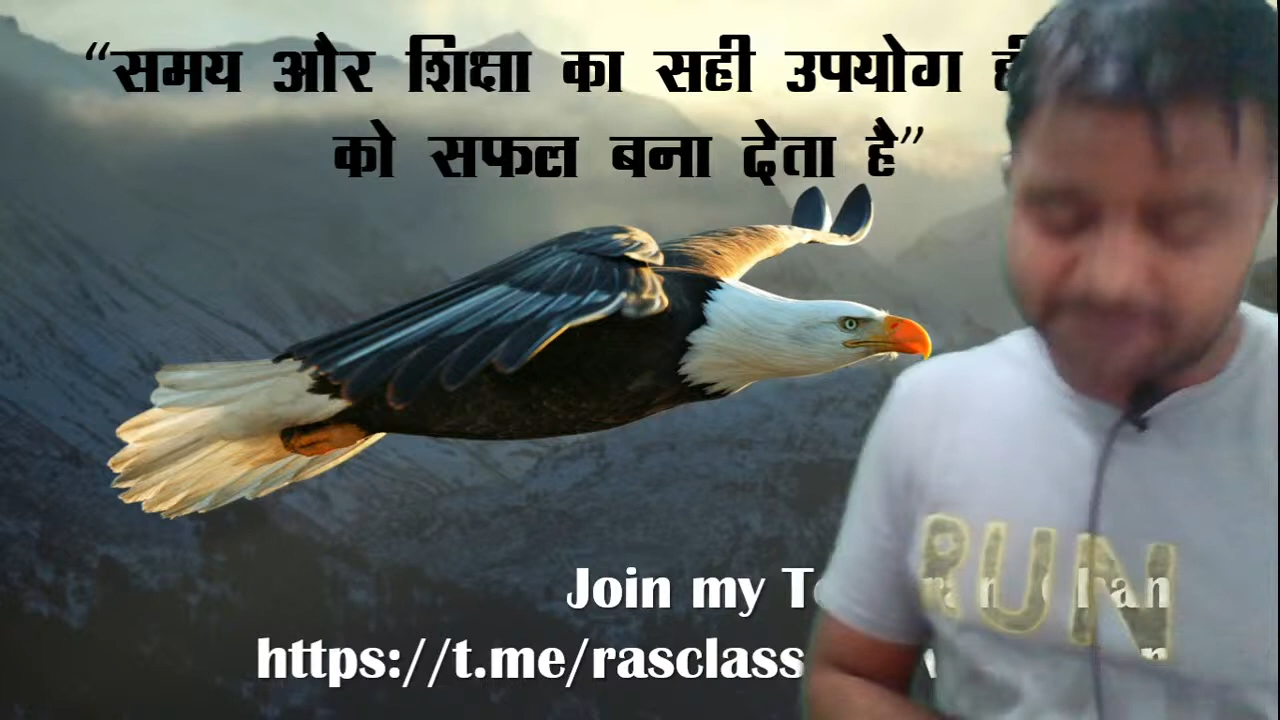 “समय और शिक्षा का सही उपयोग ही
को सफल बना देता है”
Join my
https://t.me/rasclass
RUN